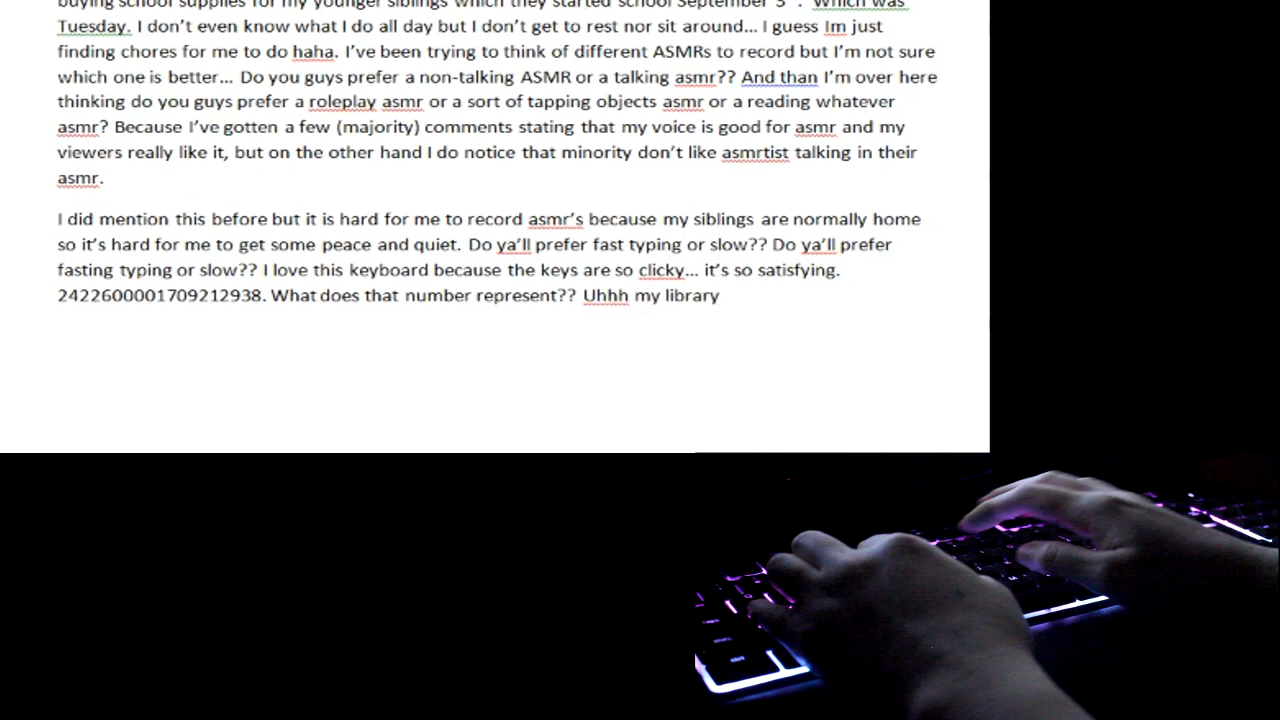 buying school supplies for my younger siblings which they started school September 3 . Which was
Tuesday. I don't even know what I do all day but I don't get to rest nor sit around... I guess Im just
finding chores for me to do haha. I've been trying to think of different ASMRs to record but I'm not sure
which one is better... Do you guys prefer a non-talking ASMR or a talking asmr?? And than I'm over here
thinking do you guys prefer a roleplay asmr or a sort of tapping objects asmr or a reading whatever
asmr? Because I've gotten a few (majority) comments stating that my voice is good for asmr and my
viewers really like it, but on the other hand I do notice that minority don't like asmrtist talking in their
asmr.
I did mention this before but it is hard for me to record asmr's because my siblings are normally home
so it's hard for me to get some peace and quiet. Do ya'll prefer fast typing or slow?? Do ya'll prefer
fasting typing or slow?? I love this keyboard because the keys are so clicky... it's so satisfying.
2422600001709212938. What does that number represent?? Uhhh my library